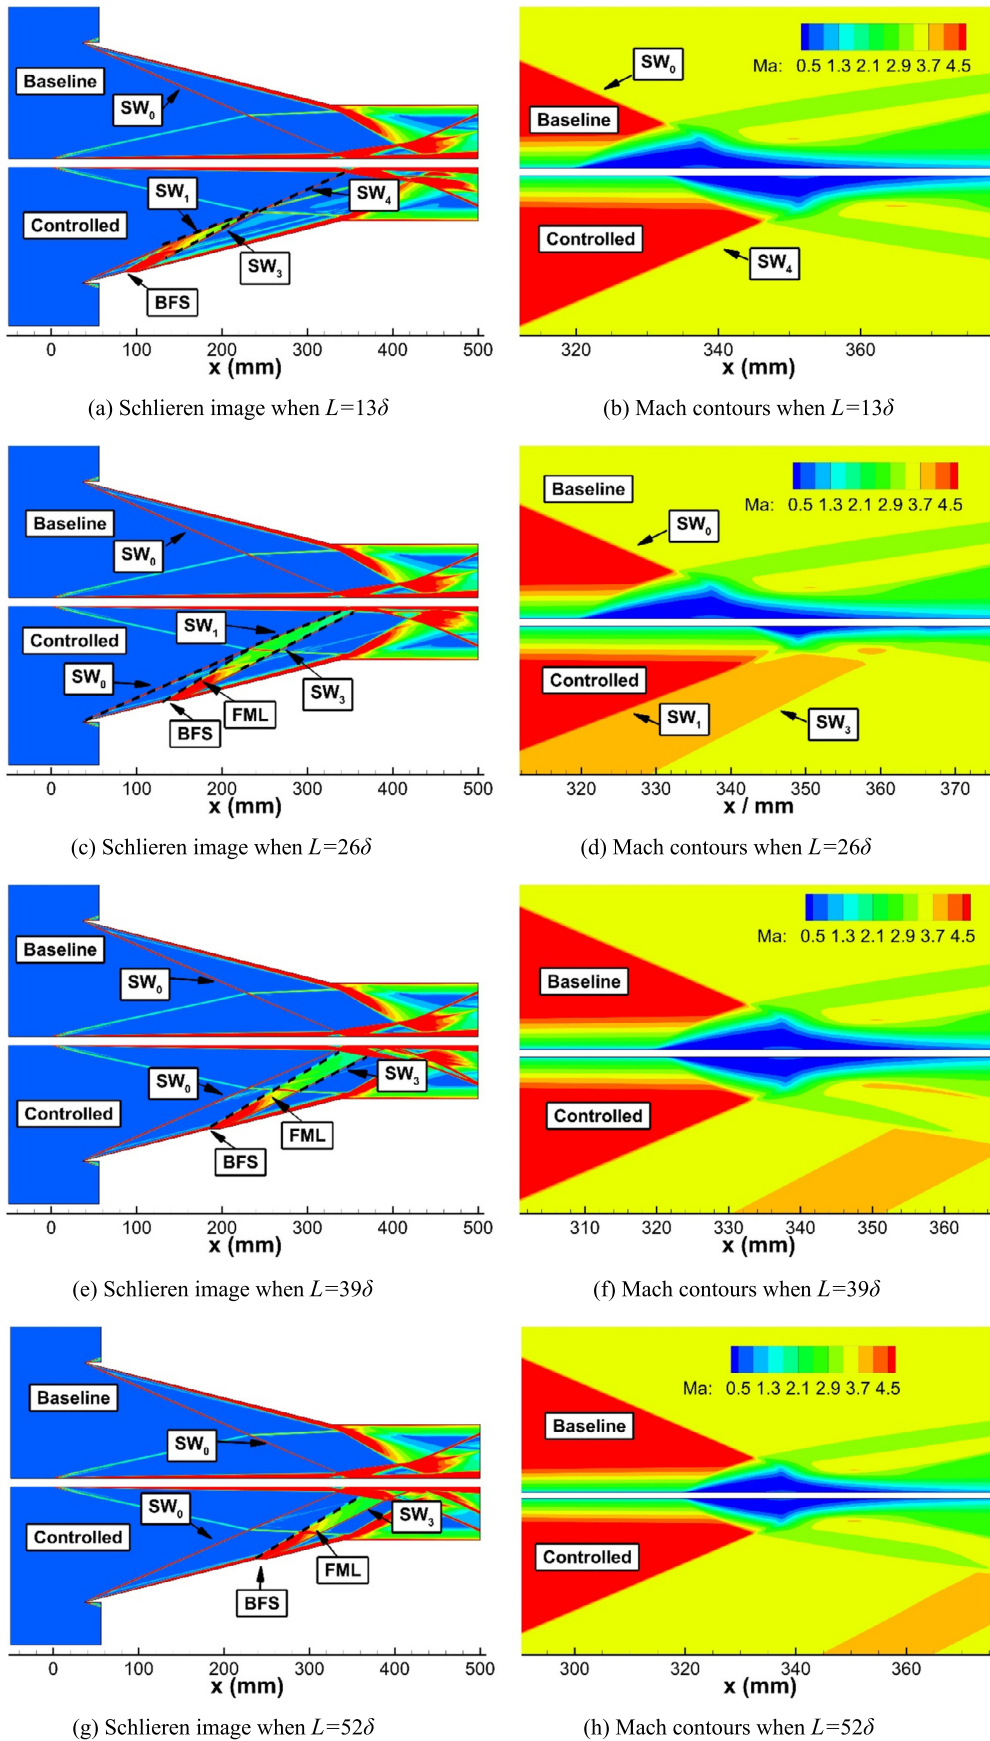 Baseline
SW0
SW1
SW4
Controlled
SW3
BFS
0 100 200 300 400 500
x (mm)
(a) Schlieren image when L=13δ
Ma: 0.5 1.3 2.1 2.9 3.7 4.5
SW0
Baseline
Controlled
SW4
320 340 360
x (mm)
(b) Mach contours when L=13δ
Baseline
SW0
Controlled
SW1
SW0
SW3
FML
BFS
0 100 200 300 400 500
x (mm)
(c) Schlieren image when L=26δ
Baseline
Ma: 0.5 1.3 2.1 2.9 3.7 4.5
SW0
Controlled
SW1
SW3
320 330 340 350 360 370
x / mm
(d) Mach contours when L=26δ
Baseline
SW0
SW0
SW3
Controlled
FML
BFS
0 100 200 300 400 500
x (mm)
(e) Schlieren image when L=39δ
Ma: 0.5 1.3 2.1 2.9 3.7 4.5
Baseline
Controlled
310 320 330 340 350 360
x (mm)
(f) Mach contours when L=39δ
Baseline
SW0
SW0
SW3
Controlled
FML
BFS
0 100 200 300 400 500
x (mm)
(g) Schlieren image when L=52δ
Ma: 0.5 1.3 2.1 2.9 3.7 4.5
Baseline
Controlled
300 320 340 360
x (mm)
(h) Mach contours when L=52δ